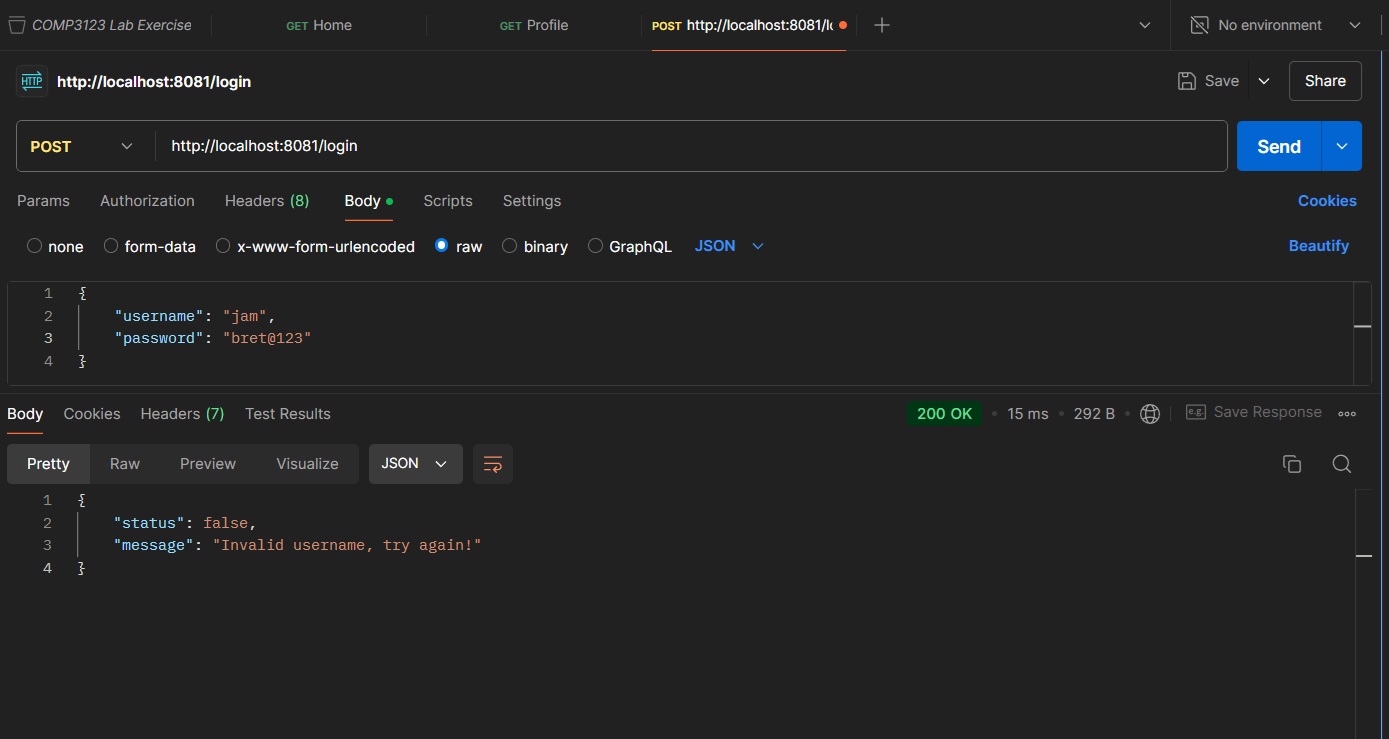 COMP3123 Lab Exercise GET Home GET Profile POST http://localhost:8081/lo No environment
HTTP http://localhost:8081/login Save Share
POST http://localhost:8081/login Send
Params Authorization Headers (8) Body Scripts Settings Cookies
none form-data x-www-form-urlencoded raw binary GraphQL JSON Beautify
1 {
2 "username": "jam",
3 "password": "bret@123"
4 }
Body Cookies Headers (7) Test Results 200 OK 15 ms 292 B e.g. Save Response
Pretty Raw Preview Visualize JSON
1 {
2 "status": false,
3 "message": "Invalid username, try again!"
4 }